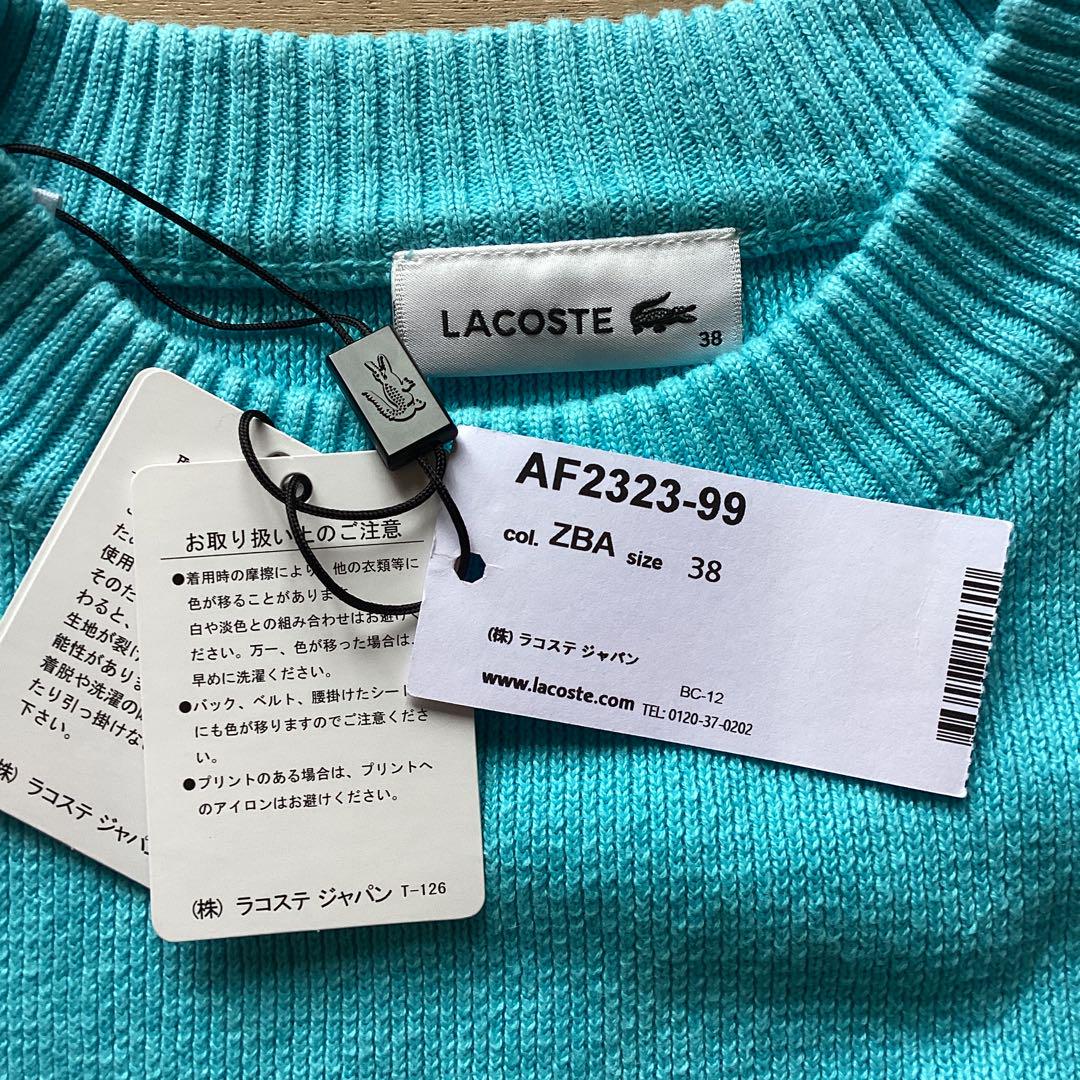 LACOSTE
38
AF2323-99
col. ZBA size 38
(株) ラコステ ジャパン
BC-12
www.lacoste.com TEL: 0120-37-0202
お取り扱い上のご注意
●着用時の摩擦により、他の衣類等に
色が移ることがありま
白や淡色との組み合わせはお避け
ださい。万一、色が移った場合は
早めに洗濯ください。
●バック、ベルト、腰掛けたシート
にも色が移りますのでご注意くださ
い。
●プリントのある場合は、プリントへ
のアイロンはお避けください。
(株) ラコステ ジャパン T-126
使用
そのた
わると、
生地が裂け
能性があり
着脱や洗濯の
たり引っ掛けな
下さい。
株) ラコステ ジャパ